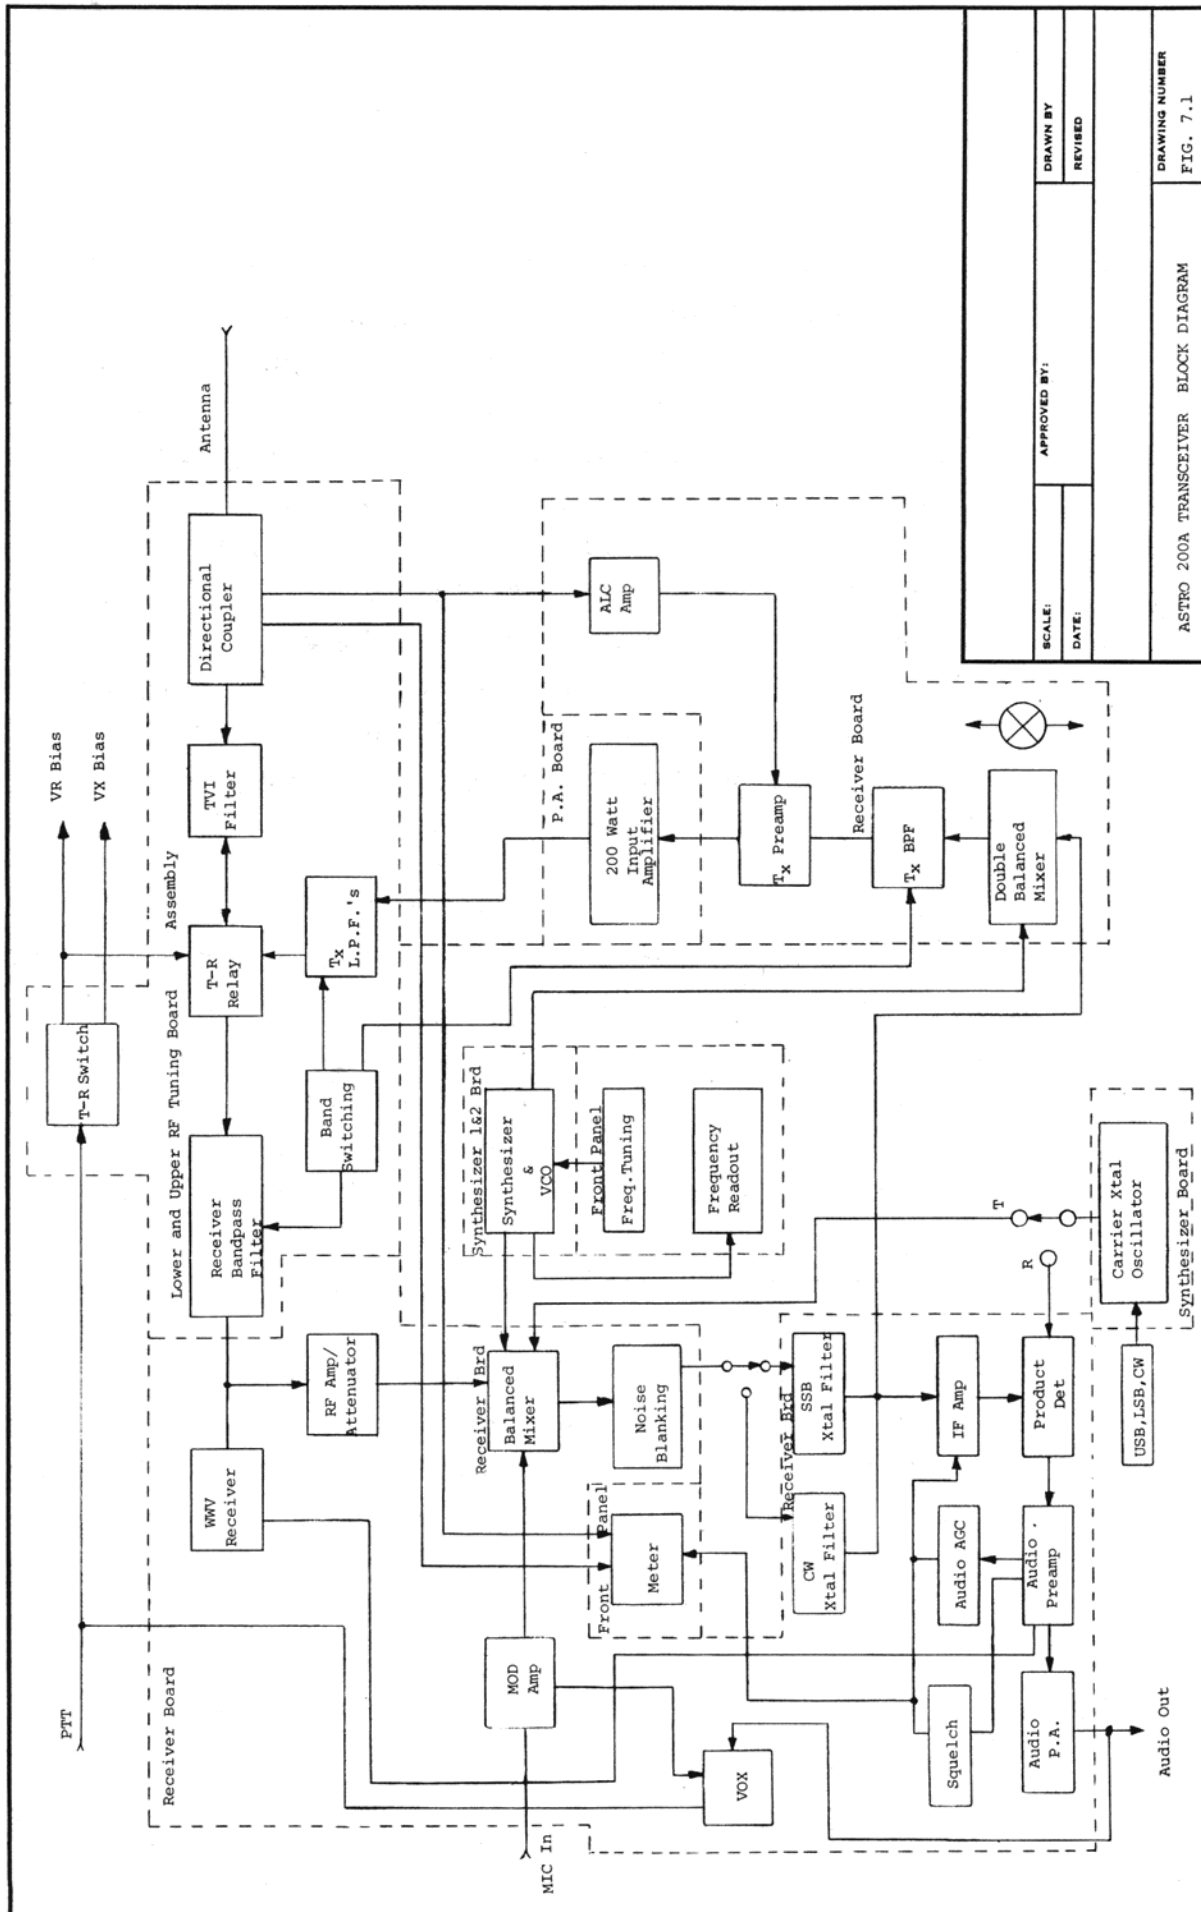 PTT
T-R Switch
VR Bias
VX Bias
Receiver Board
Lower and Upper RF Tuning Board
Assembly
WWV
Receiver
Receiver
Bandpass
Filter
T-R
Relay
TVI
Filter
Directional
Coupler
Antenna
RF Amp/
Attenuator
Band
Switching
Tx
L.P.F.'s
MIC In
MOD
Amp
Receiver Brd
Balanced
Mixer
Synthesizer 1&2 Brd
Synthesizer
&
VCO
Front Panel
Freq.Tuning
Frequency
Readout
Front Panel
Meter
Noise
Blanking
P.A. Board
200 Watt
Input
Amplifier
ALC
Amp
VOX
Receiver Brd
CW
Xtal Filter
SSB
Xtal Filter
Tx Preamp
Receiver Board
Tx BPF
Double
Balanced
Mixer
Squelch
Audio AGC
IF Amp
R
T
Audio
P.A.
Audio .
Preamp
Product
Det
Carrier Xtal
Oscillator
Synthesizer Board
USB,LSB,CW
Audio Out
SCALE:
APPROVED BY:
DRAWN BY
DATE:
REVISED
ASTRO 200A TRANSCEIVER BLOCK DIAGRAM
DRAWING NUMBER
FIG. 7.1